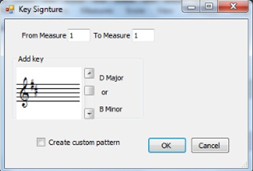 Key Signture
From Measure 1 To Measure 1
Add key
D Major
or
B Minor
Create custom pattern
OK Cancel